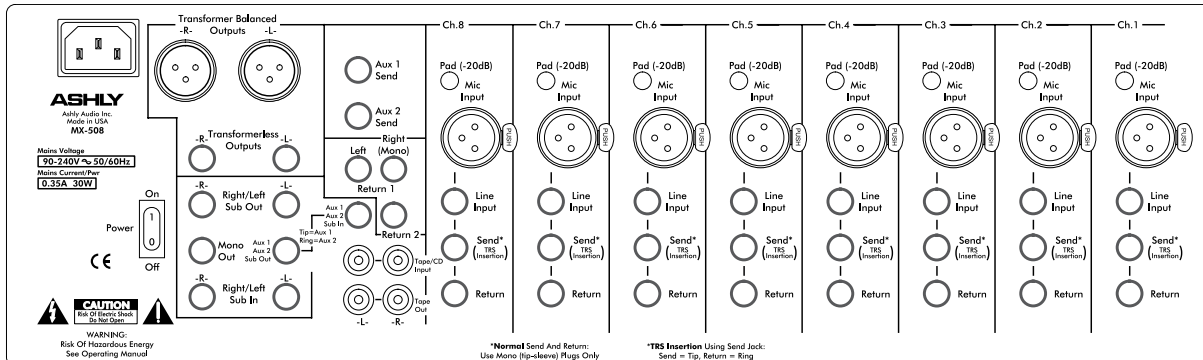 Transformer Balanced
Outputs
-R-
-L-
ASHLY
Ashly Audio Inc.
Made in USA
MX-508
Mains Voltage
90-240V ~ 50/60Hz
Mains Current/Pwr
0.35A 30W
On
Power
1
0
Off
CE
CAUTION
Risk Of Electric Shock
Do Not Open
WARNING:
Risk Of Hazardous Energy
See Operating Manual
Transformerless
Outputs
-R-
-L-
-R-
Right/Left
Sub Out
-L-
Mono
Out
Aux 1
Aux 2
Sub Out
Tip=Aux 1
Ring=Aux 2
-R-
Right/Left
Sub In
-L-
Aux 1
Send
Aux 2
Send
Left
Right
(Mono)
Return 1
Aux 1
Aux 2
Sub In
Return 2
Tape/CD
Input
Tape
Out
-L-
-R-
Ch.8
Pad (-20dB)
Mic
Input
PUSH
Line
Input
Send*
(TRS
Insertion)
Return
Ch.7
Pad (-20dB)
Mic
Input
PUSH
Line
Input
Send*
(TRS
Insertion)
Return
Ch.6
Pad (-20dB)
Mic
Input
PUSH
Line
Input
Send*
(TRS
Insertion)
Return
Ch.5
Pad (-20dB)
Mic
Input
PUSH
Line
Input
Send*
(TRS
Insertion)
Return
Ch.4
Pad (-20dB)
Mic
Input
PUSH
Line
Input
Send*
(TRS
Insertion)
Return
Ch.3
Pad (-20dB)
Mic
Input
PUSH
Line
Input
Send*
(TRS
Insertion)
Return
Ch.2
Pad (-20dB)
Mic
Input
PUSH
Line
Input
Send*
(TRS
Insertion)
Return
Ch.1
Pad (-20dB)
Mic
Input
PUSH
Line
Input
Send*
(TRS
Insertion)
Return
*Normal Send And Return:
Use Mono (tip-sleeve) Plugs Only
*TRS Insertion Using Send Jack:
Send = Tip, Return = Ring